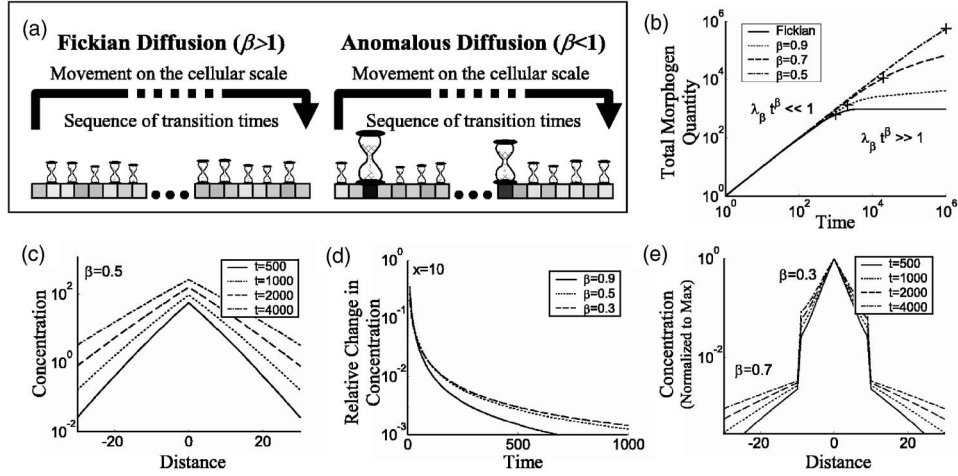 (a)
Fickian Diffusion (β>1)
Movement on the cellular scale
Sequence of transition times
Anomalous Diffusion (β<1)
Movement on the cellular scale
Sequence of transition times
(b)
Total Morphogen
Quantity
10^6
10^4
10^2
10^0
Fickian
β=0.9
β=0.7
β=0.5
λ_β t^β << 1
λ_β t^β >> 1
10^0
10^2
10^4
10^6
Time
(c)
Concentration
10^2
10^0
10^-2
β=0.5
t=500
t=1000
t=2000
t=4000
-20
0
20
Distance
(d)
Relative Change in
Concentration
10^0
10^-1
10^-2
10^-3
x=10
β=0.9
β=0.5
β=0.3
0
500
1000
Time
(e)
Concentration
(Normalized to Max)
10^0
10^-2
β=0.3
β=0.7
t=500
t=1000
t=2000
t=4000
-20
0
20
Distance